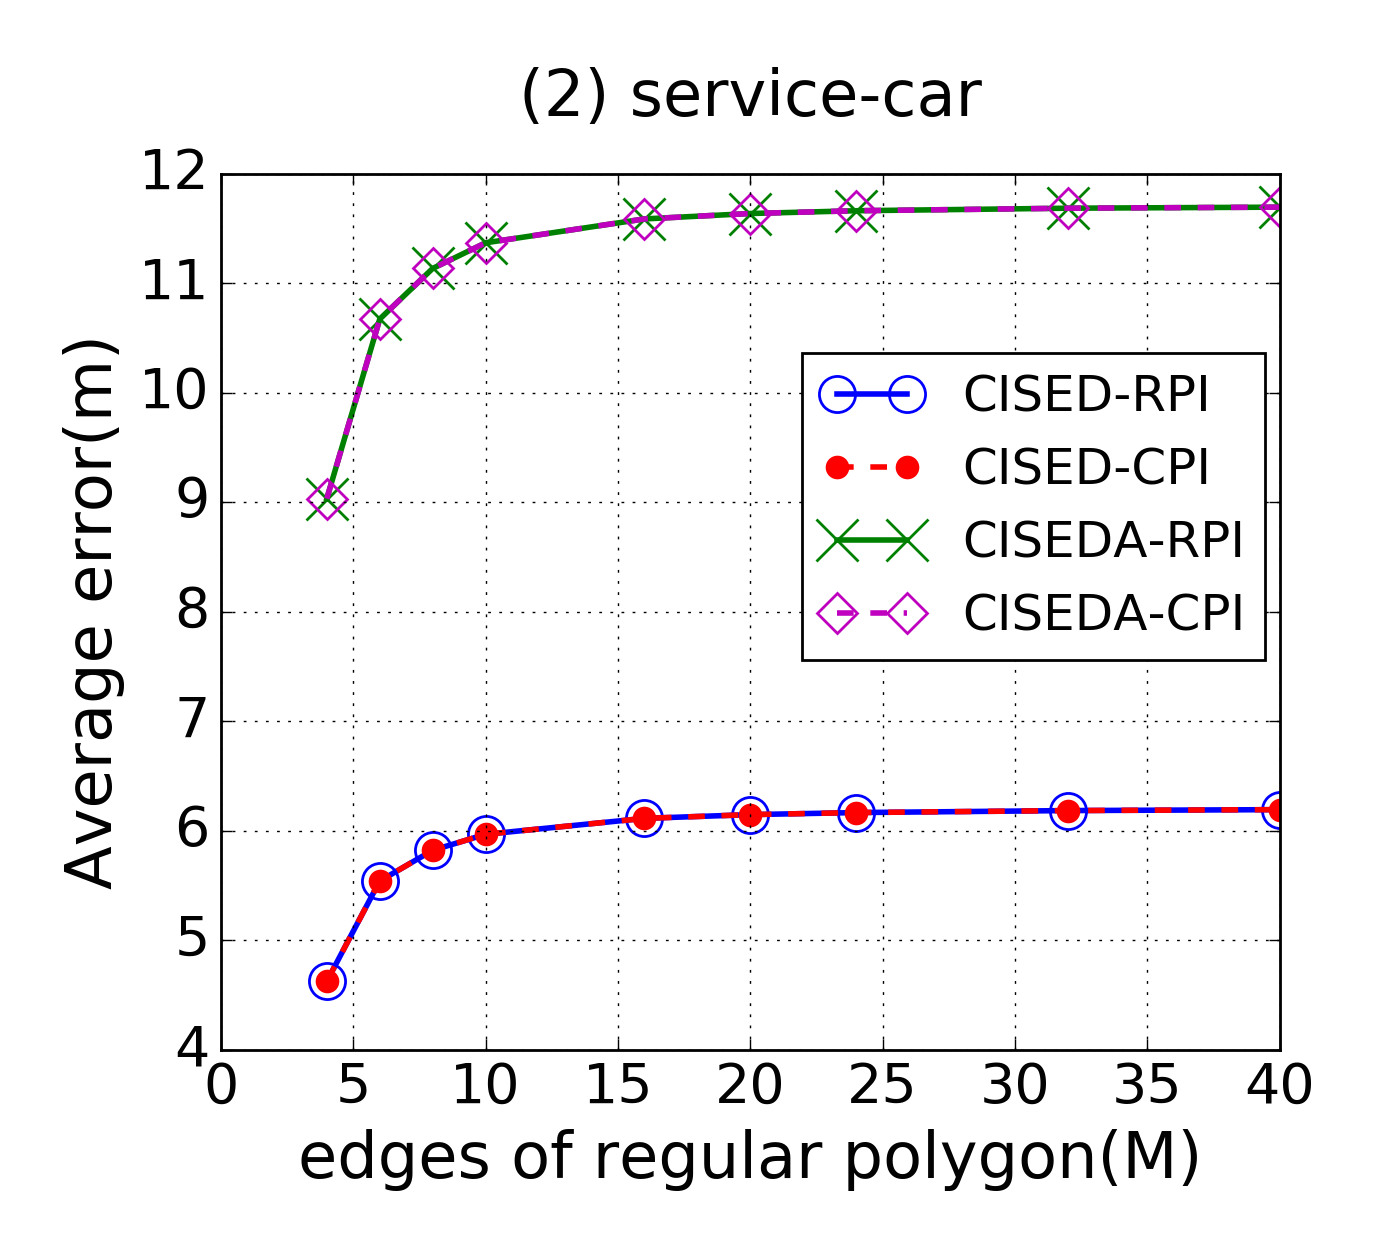 (2) service-car
12
11
10
9
8
7
6
5
4
Average error(m)
CISED-RPI
CISED-CPI
CISEDA-RPI
CISEDA-CPI
0 5 10 15 20 25 30 35 40
edges of regular polygon(M)